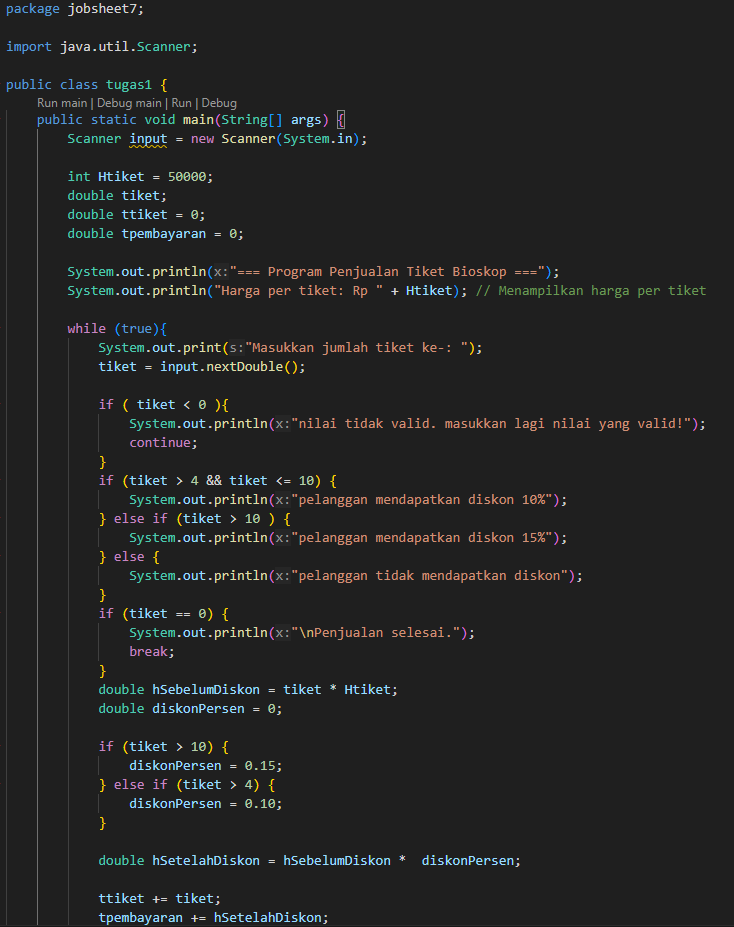 package jobsheet7;
import java.util.Scanner;
public class tugas1 {
Run main | Debug main | Run | Debug
public static void main(String[] args) {
Scanner input = new Scanner(System.in);
int Htiket = 50000;
double tiket;
double ttiket = 0;
double tpembayaran = 0;
System.out.println(x:"=== Program Penjualan Tiket Bioskop ===");
System.out.println("Harga per tiket: Rp " + Htiket); // Menampilkan harga per tiket
while (true){
System.out.print(s:"Masukkan jumlah tiket ke-: ");
tiket = input.nextDouble();
if ( tiket < 0 ){
System.out.println(x:"nilai tidak valid. masukkan lagi nilai yang valid!");
continue;
}
if (tiket > 4 && tiket <= 10) {
System.out.println(x:"pelanggan mendapatkan diskon 10%");
} else if (tiket > 10 ) {
System.out.println(x:"pelanggan mendapatkan diskon 15%");
} else {
System.out.println(x:"pelanggan tidak mendapatkan diskon");
}
if (tiket == 0) {
System.out.println(x:"\nPenjualan selesai.");
break;
}
double hSebelumDiskon = tiket * Htiket;
double diskonPersen = 0;
if (tiket > 10) {
diskonPersen = 0.15;
} else if (tiket > 4) {
diskonPersen = 0.10;
}
double hSetelahDiskon = hSebelumDiskon *  diskonPersen;
ttiket += tiket;
tpembayaran += hSetelahDiskon;